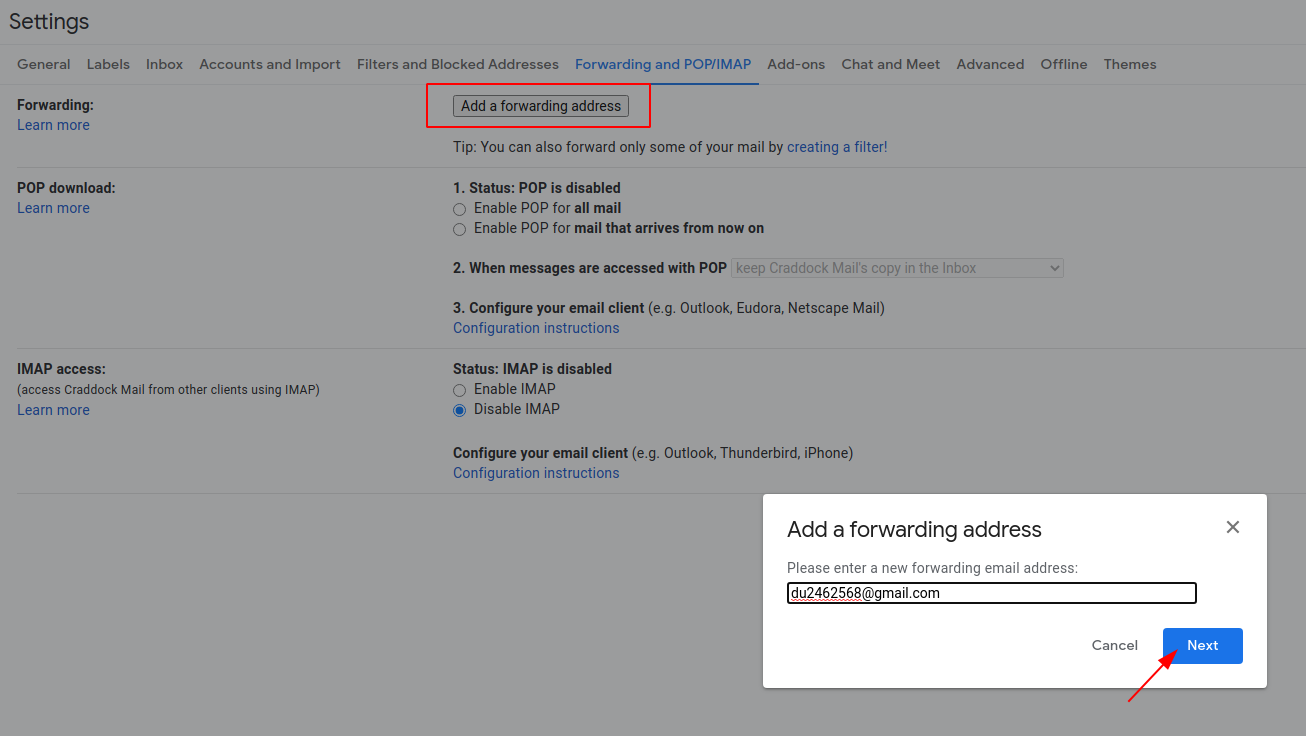 Settings
General Labels Inbox Accounts and Import Filters and Blocked Addresses Forwarding and POP/IMAP Add-ons Chat and Meet Advanced Offline Themes
Forwarding:
Learn more
Add a forwarding address
Tip: You can also forward only some of your mail by creating a filter!
POP download:
Learn more
1. Status: POP is disabled
Enable POP for all mail
Enable POP for mail that arrives from now on
2. When messages are accessed with POP keep Craddock Mail's copy in the Inbox
3. Configure your email client (e.g. Outlook, Eudora, Netscape Mail)
Configuration instructions
IMAP access:
(access Craddock Mail from other clients using IMAP)
Learn more
Status: IMAP is disabled
Enable IMAP
Disable IMAP
Configure your email client (e.g. Outlook, Thunderbird, iPhone)
Configuration instructions
Add a forwarding address
Please enter a new forwarding email address:
du2462568@gmail.com
Cancel Next